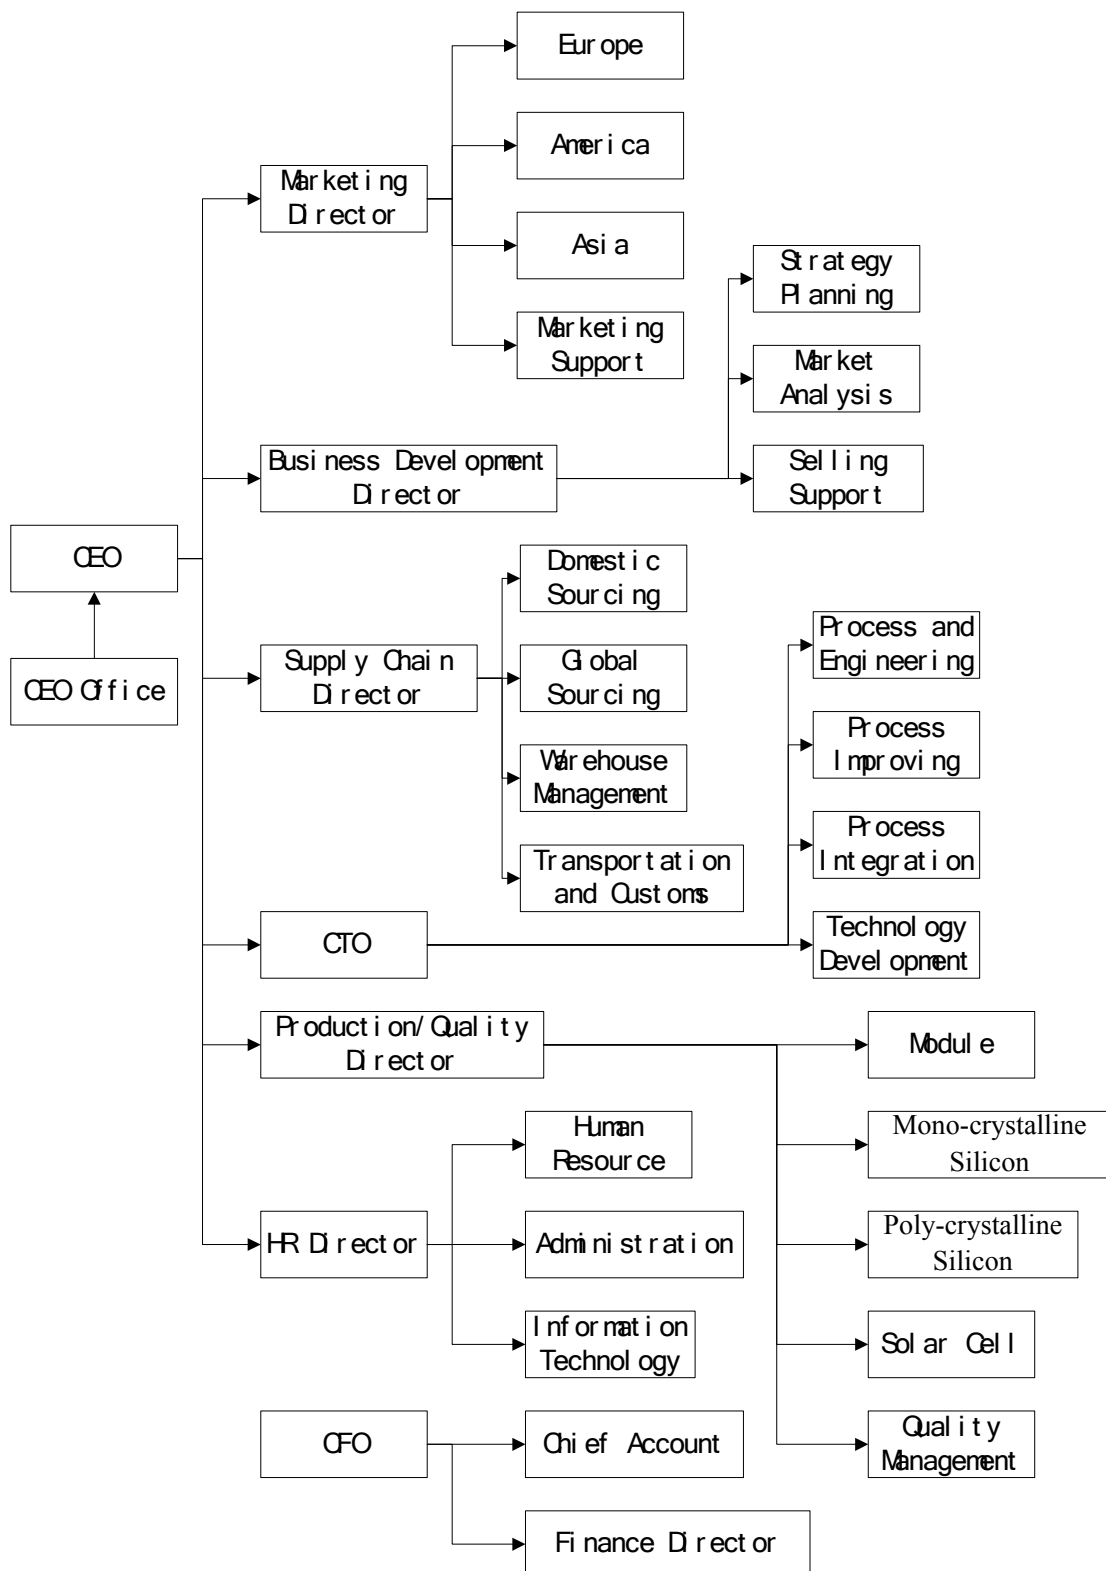 Europe
America
Marketing
Director
Asia
Strategy
Planning
Marketing
Support
Market
Analysis
Business Development
Director
Selling
Support
CEO
Domestic
Sourcing
Process and
Engineering
CEO Office
Supply Chain
Director
Global
Sourcing
Process
Improving
Warehouse
Management
Process
Integration
Transportation
and Customs
CTO
Technology
Development
Production/Quality
Director
Module
Human
Resource
Mono-crystalline
Silicon
HR Director
Administration
Poly-crystalline
Silicon
Information
Technology
Solar Cell
CFO
Chief Account
Quality
Management
Finance Director